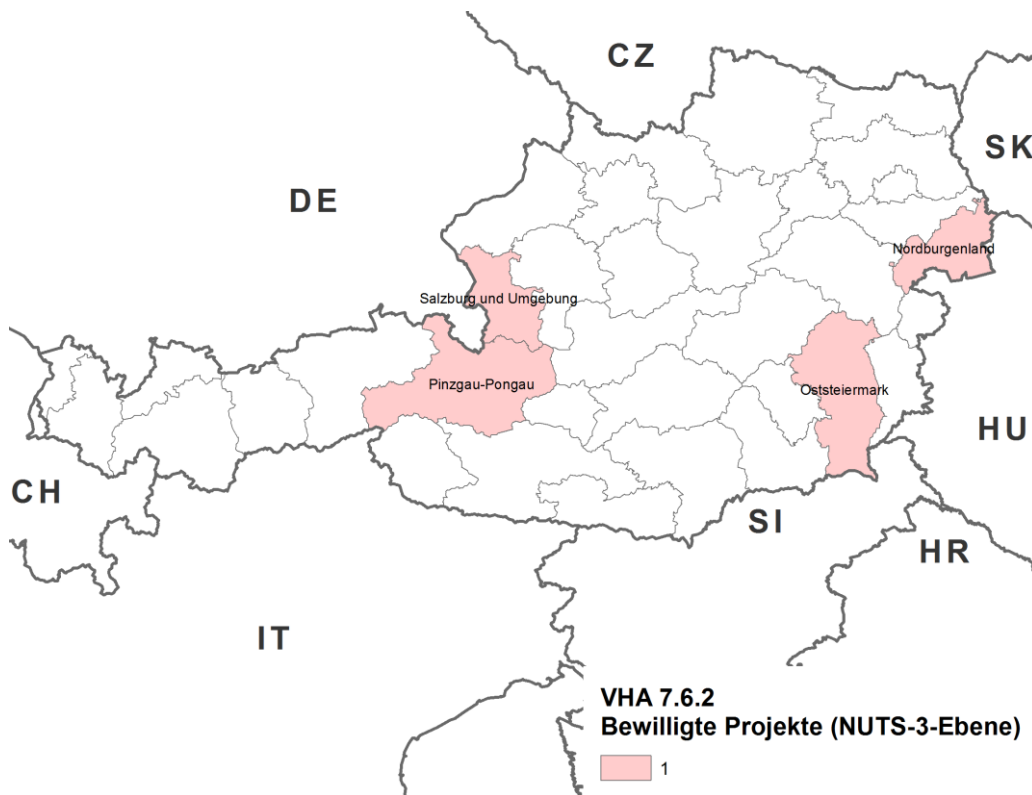 CZ
SK
DE
Nordburgenland
Salzburg und Umgebung
Pinzgau-Pongau
Oststeiermark
HU
CH
SI
HR
IT
VHA 7.6.2
Bewilligte Projekte (NUTS-3-Ebene)
1